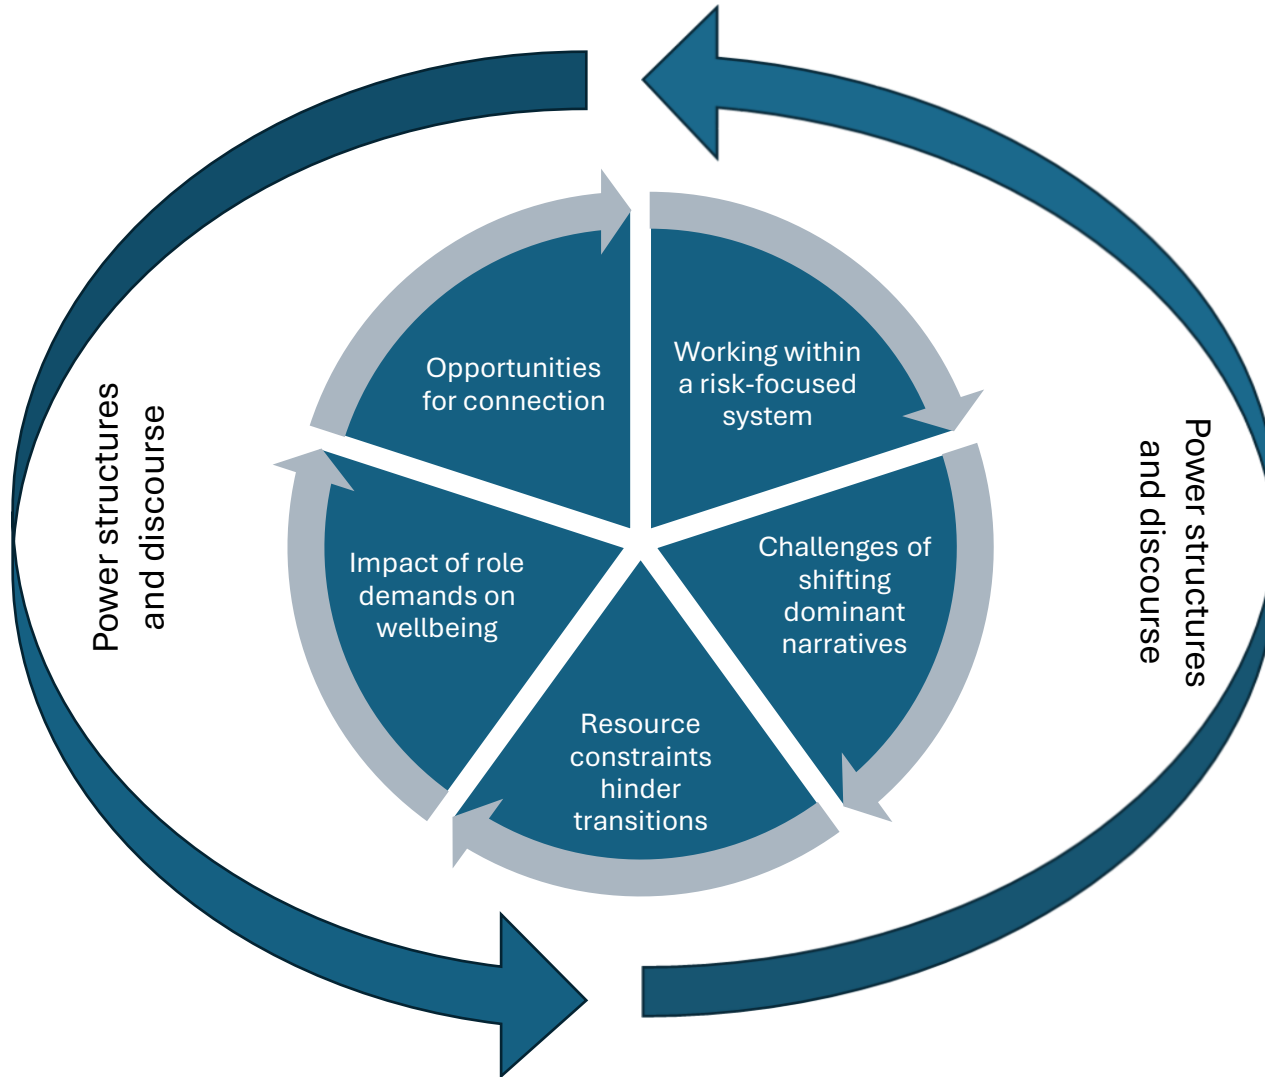 Opportunities
for connection
Working within
a risk-focused
system
Challenges of
shifting
dominant
narratives
Resource
constraints
hinder
transitions
Impact of role
demands on
wellbeing
Power structures
and discourse
Power structures
and discourse